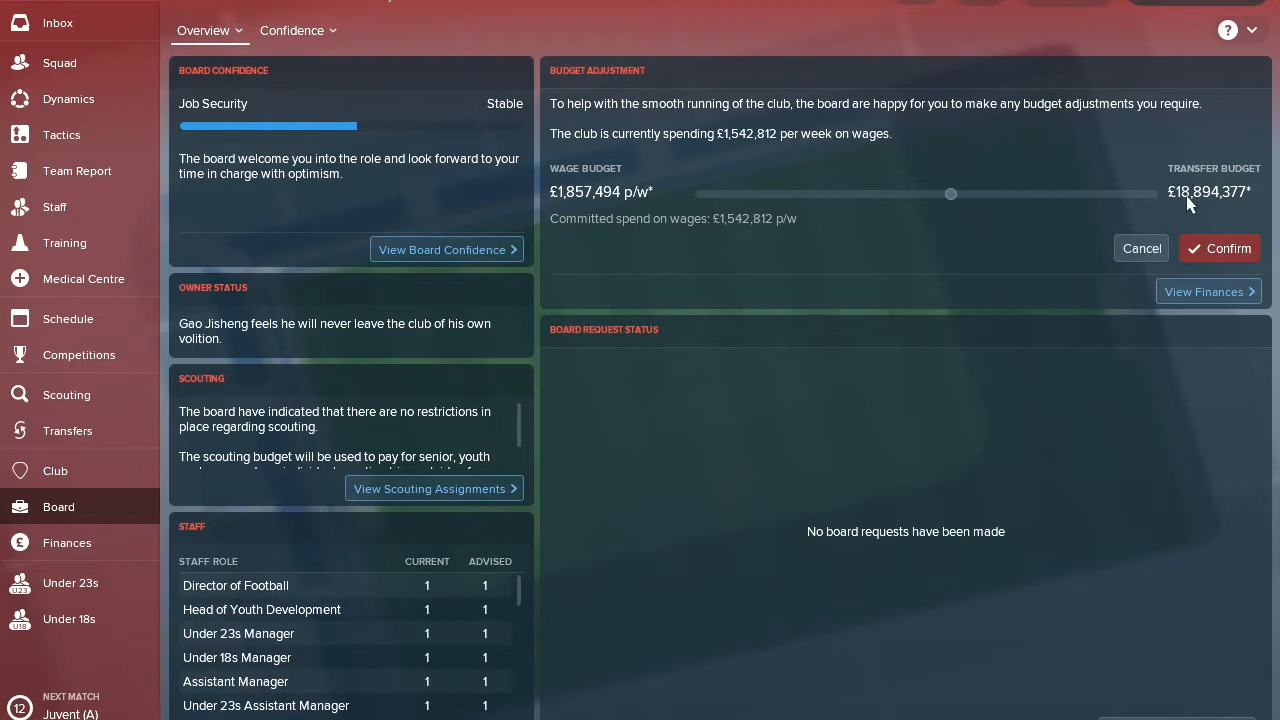 Inbox
Squad
Dynamics
Tactics
Team Report
Staff
Training
Medical Centre
Schedule
Competitions
Scouting
Transfers
Club
Board
Finances
U23
Under 23s
U18
Under 18s
NEXT MATCH
12
Juvent (A)
Overview
Confidence
?
BOARD CONFIDENCE
Job Security
Stable
The board welcome you into the role and look forward to your
time in charge with optimism.
View Board Confidence
OWNER STATUS
Gao Jisheng feels he will never leave the club of his own
volition.
SCOUTING
The board have indicated that there are no restrictions in
place regarding scouting.
The scouting budget will be used to pay for senior, youth
View Scouting Assignments
STAFF
STAFF ROLE CURRENT ADVISED
Director of Football 1 1
Head of Youth Development 1 1
Under 23s Manager 1 1
Under 18s Manager 1 1
Assistant Manager 1 1
Under 23s Assistant Manager 1 1
BUDGET ADJUSTMENT
To help with the smooth running of the club, the board are happy for you to make any budget adjustments you require.
The club is currently spending £1,542,812 per week on wages.
WAGE BUDGET
TRANSFER BUDGET
£1,857,494 p/w*
£18,894,377*
Committed spend on wages: £1,542,812 p/w
Cancel
Confirm
View Finances
BOARD REQUEST STATUS
No board requests have been made